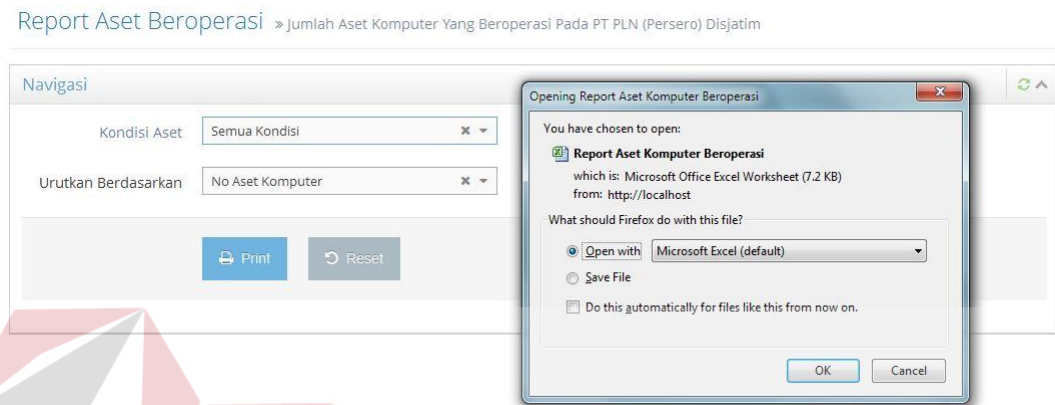 Report Aset Beroperasi » Jumlah Aset Komputer Yang Beroperasi Pada PT PLN (Persero) Disjatim
Navigasi
Kondisi Aset Semua Kondisi
Urutkan Berdasarkan No Aset Komputer
Print Reset
Opening Report Aset Komputer Beroperasi
You have chosen to open:
Report Aset Komputer Beroperasi
which is: Microsoft Office Excel Worksheet (7.2 KB)
from: http://localhost
What should Firefox do with this file?
Open with Microsoft Excel (default)
Save File
Do this automatically for files like this from now on.
OK Cancel